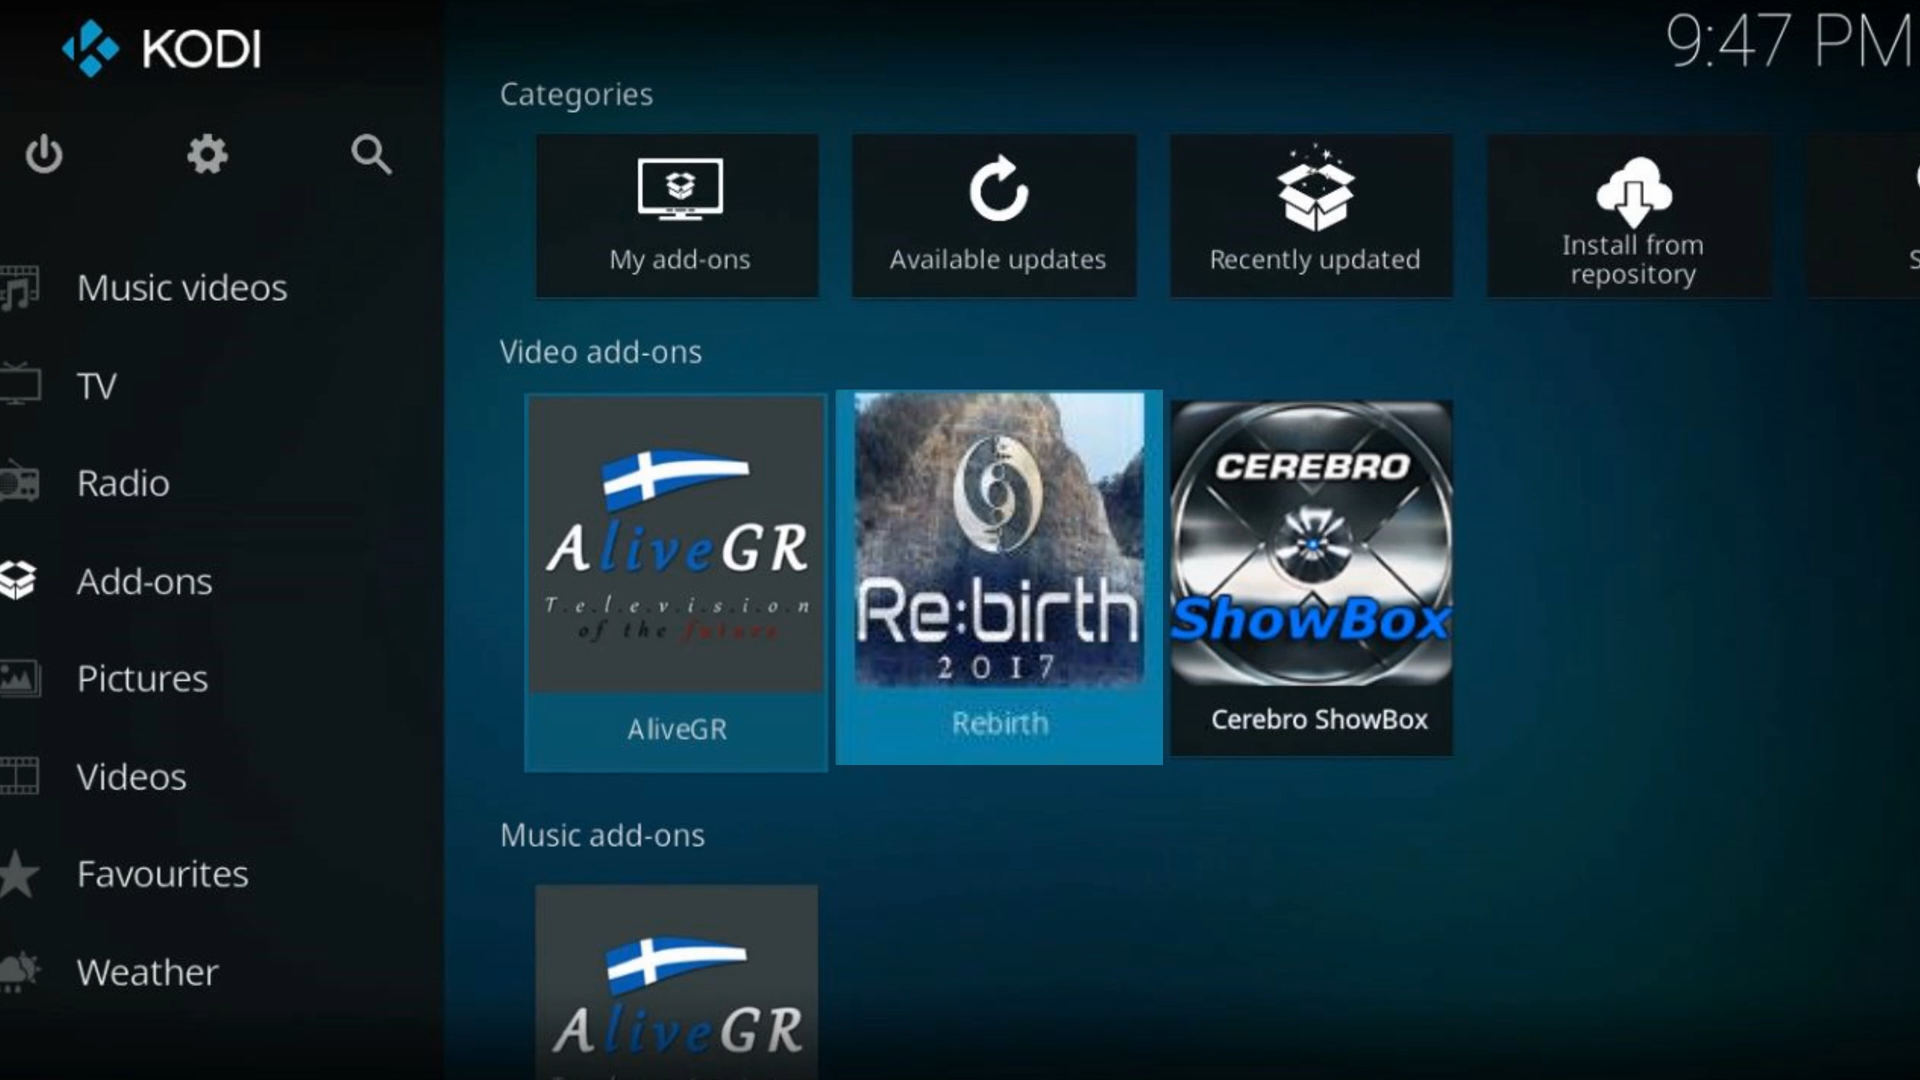 KODI
9:47 PM
Categories
My add-ons
Available updates
Recently updated
Install from
repository
Music videos
TV
Radio
Add-ons
Pictures
Videos
Favourites
Weather
Video add-ons
AliveGR
T.e.l.e.v.i.s.i.o.n
of the future
AliveGR
Re:birth
2017
Rebirth
CEREBRO
ShowBox
Cerebro ShowBox
Music add-ons
AliveGR